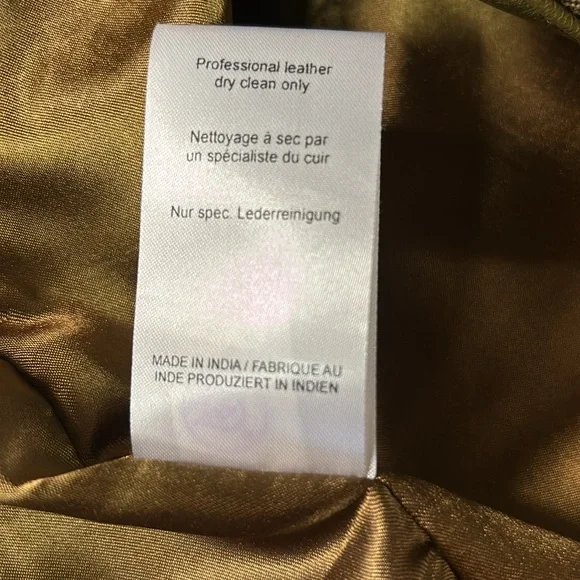 Professional leather
dry clean only
Nettoyage à sec par
un spécialiste du cuir
Nur spec. Lederreinigung
MADE IN INDIA / FABRIQUE AU
INDE PRODUZIERT IN INDIEN